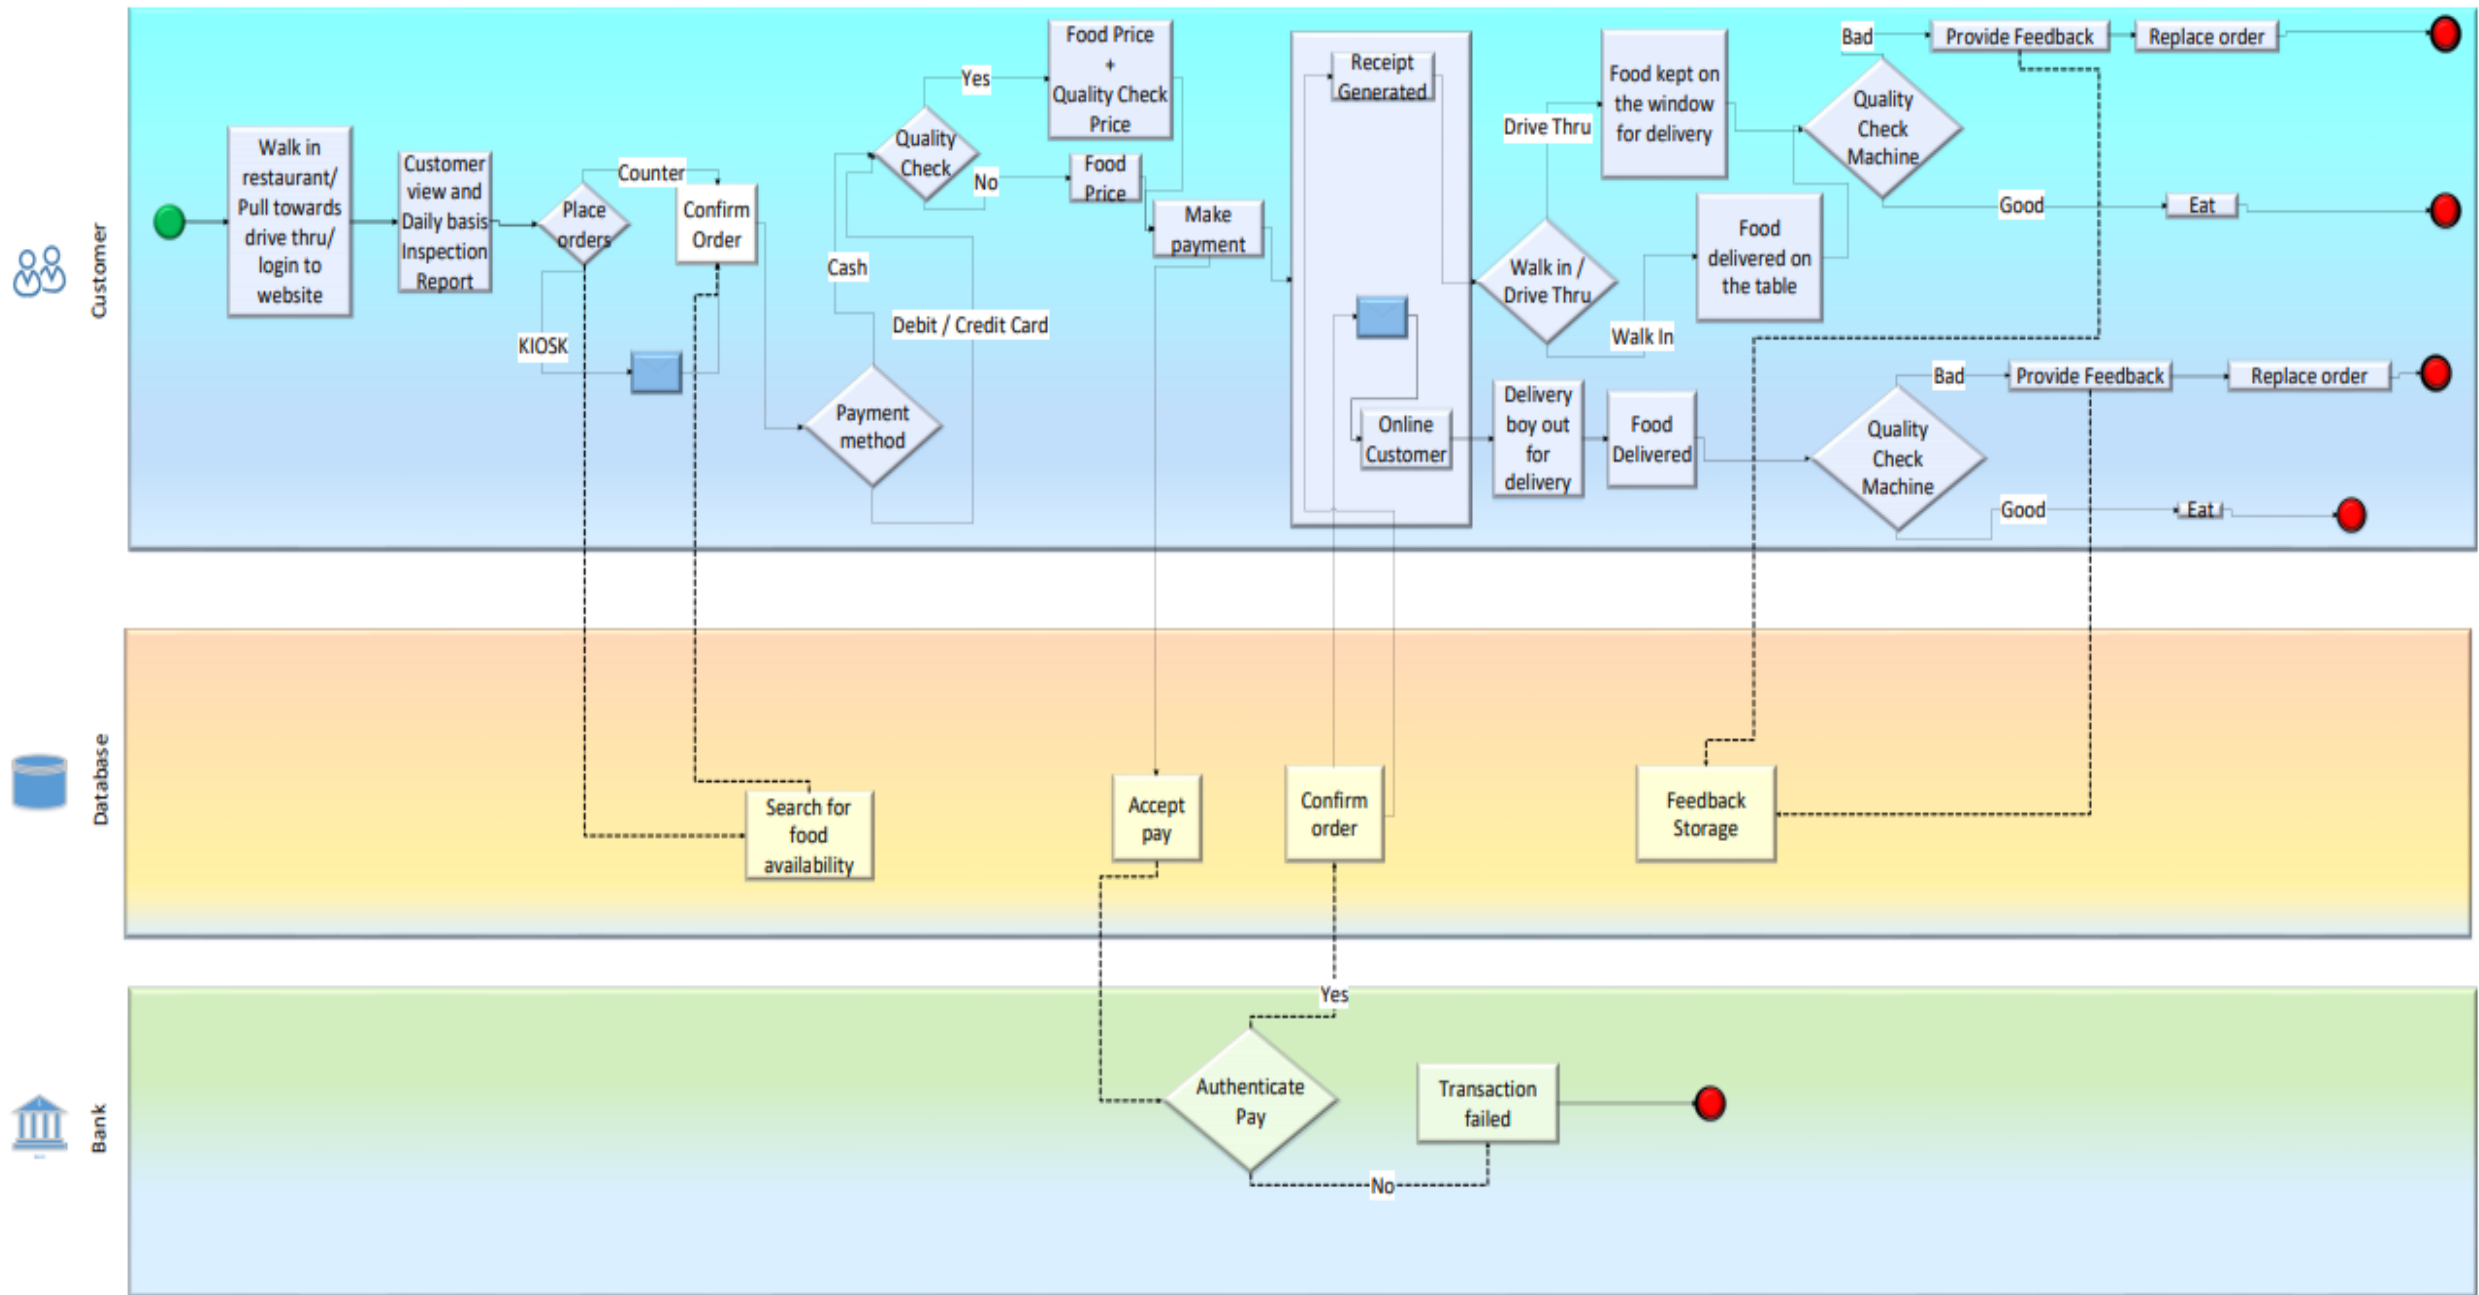 Customer
Walk in
restaurant/
Pull towards
drive thru/
login to
website
Customer
view and
Daily basis
Inspection
Report
Place
orders
Counter
KIOSK
Confirm
Order
Cash
Debit / Credit Card
Payment
method
Quality
Check
Yes
No
Food Price
+
Quality Check
Price
Food
Price
Make
payment
Receipt
Generated
Online
Customer
Walk in /
Drive Thru
Drive Thru
Walk In
Food kept on
the window
for delivery
Food
delivered on
the table
Delivery
boy out
for
delivery
Food
Delivered
Quality
Check
Machine
Bad
Provide Feedback
Replace order
Good
Eat
Quality
Check
Machine
Bad
Provide Feedback
Replace order
Good
Eat
Database
Search for
food
availability
Accept
pay
Confirm
order
Feedback
Storage
Bank
Yes
Authenticate
Pay
No
Transaction
failed